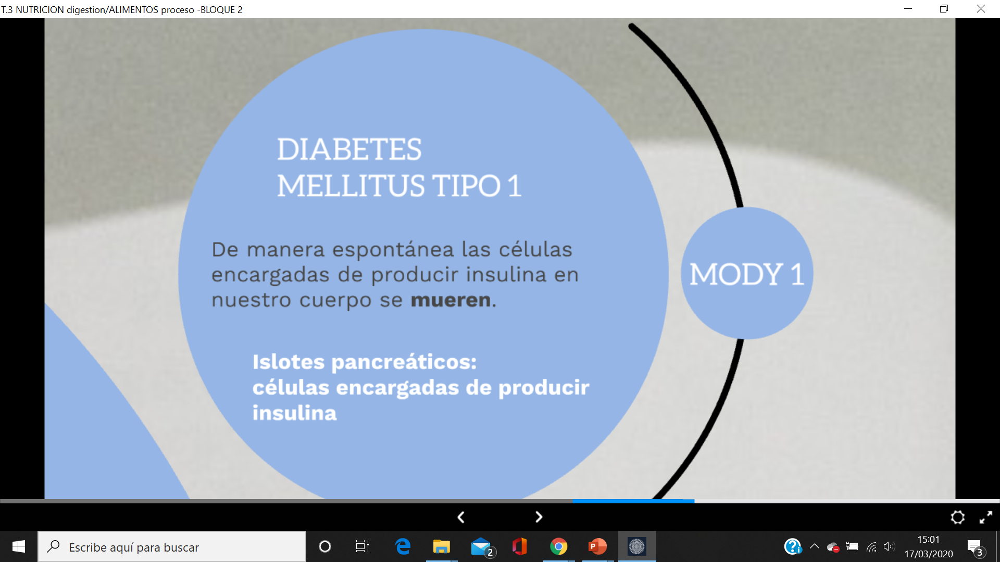 T.3 NUTRICION digestion/ALIMENTOS proceso -BLOQUE 2
DIABETES
MELLITUS TIPO 1
De manera espontánea las células
encargadas de producir insulina en
nuestro cuerpo se mueren.
Islotes pancreáticos:
células encargadas de producir
insulina
MODY 1
Escribe aquí para buscar
2
P
15:01
17/03/2020
3